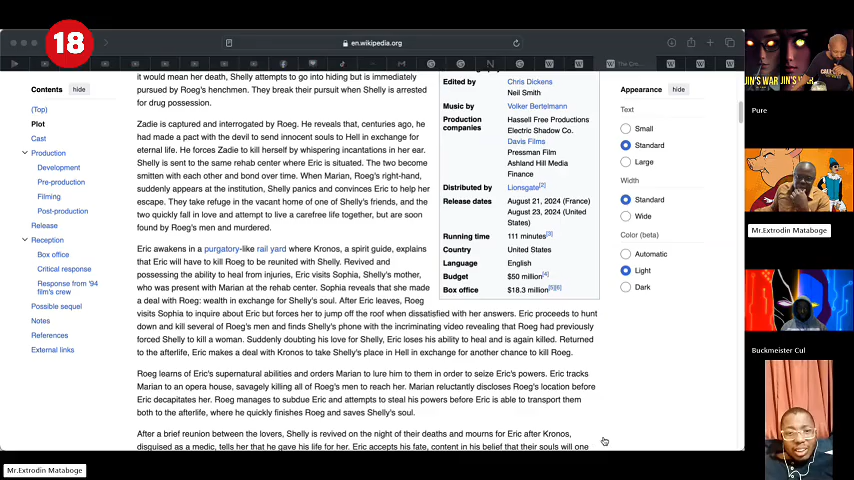 18
en.wikipedia.org
Contents hide
(Top)
Plot
Cast
Production
Development
Pre-production
Filming
Post-production
Release
Reception
Box office
Critical response
Response from '94
film's crew
Possible sequel
Notes
References
External links
it would mean her death, Shelly attempts to go into hiding but is immediately
pursued by Roeg's henchmen. They break their pursuit when Shelly is arrested
for drug possession.
Zadie is captured and interrogated by Roeg. He reveals that, centuries ago, he
had made a pact with the devil to send innocent souls to Hell in exchange for
eternal life. He forces Zadie to kill herself by whispering incantations in her ear.
Shelly is sent to the same rehab center where Eric is situated. The two become
smitten with each other and bond over time. When Marian, Roeg's right-hand,
suddenly appears at the institution, Shelly panics and convinces Eric to help her
escape. They take refuge in the vacant home of one of Shelly's friends, and the
two quickly fall in love and attempt to live a carefree life together, but are soon
found by Roeg's men and murdered.
Eric awakens in a purgatory-like rail yard where Kronos, a spirit guide, explains
that Eric will have to kill Roeg to be reunited with Shelly. Revived and
possessing the ability to heal from injuries, Eric visits Sophia, Shelly's mother,
who was present with Marian at the rehab center. Sophia reveals that she made
a deal with Roeg: wealth in exchange for Shelly's soul. After Eric leaves, Roeg
visits Sophia to inquire about Eric but forces her to jump off the roof when dissatisfied with her answers. Eric proceeds to hunt
down and kill several of Roeg's men and finds Shelly's phone with the incriminating video revealing that Roeg had previously
forced Shelly to kill a woman. Suddenly doubting his love for Shelly, Eric loses his ability to heal and is again killed. Returned
to the afterlife, Eric makes a deal with Kronos to take Shelly's place in Hell in exchange for another chance to kill Roeg.
Roeg learns of Eric's supernatural abilities and orders Marian to lure him to them in order to seize Eric's powers. Eric tracks
Marian to an opera house, savagely killing all of Roeg's men to reach her. Marian reluctantly discloses Roeg's location before
Eric decapitates her. Roeg manages to subdue Eric and attempts to steal his powers before Eric is able to transport them
both to the afterlife, where he quickly finishes Roeg and saves Shelly's soul.
After a brief reunion between the lovers, Shelly is revived on the night of their deaths and mourns for Eric after Kronos,
disguised as a medic, tells her that he gave his life for her. Eric accepts his fate, content in his belief that their souls will one
Edited by Chris Dickens
Neil Smith
Music by Volker Bertelmann
Production Hassell Free Productions
companies Electric Shadow Co.
Davis Films
Pressman Film
Ashland Hill Media
Finance
Distributed by Lionsgate[2]
Release dates August 21, 2024 (France)
August 23, 2024 (United
States)
Running time 111 minutes[3]
Country United States
Language English
Budget $50 million[4]
Box office $18.3 million[5][6]
Appearance hide
Text
Small
Standard
Large
Width
Standard
Wide
Color (beta)
Automatic
Light
Dark
JIN'S WAR JIN'S WAR
Pure
Mr.Extrodin Mataboge
Buckmeister Cul
Mr.Extrodin Mataboge